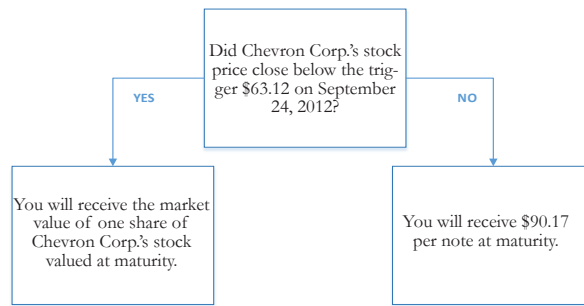 Did Chevron Corp.'s stock
price close below the trig-
ger $63.12 on September
24, 2012?
YES
NO
You will receive the market
value of one share of
Chevron Corp.'s stock
valued at maturity.
You will receive $90.17
per note at maturity.